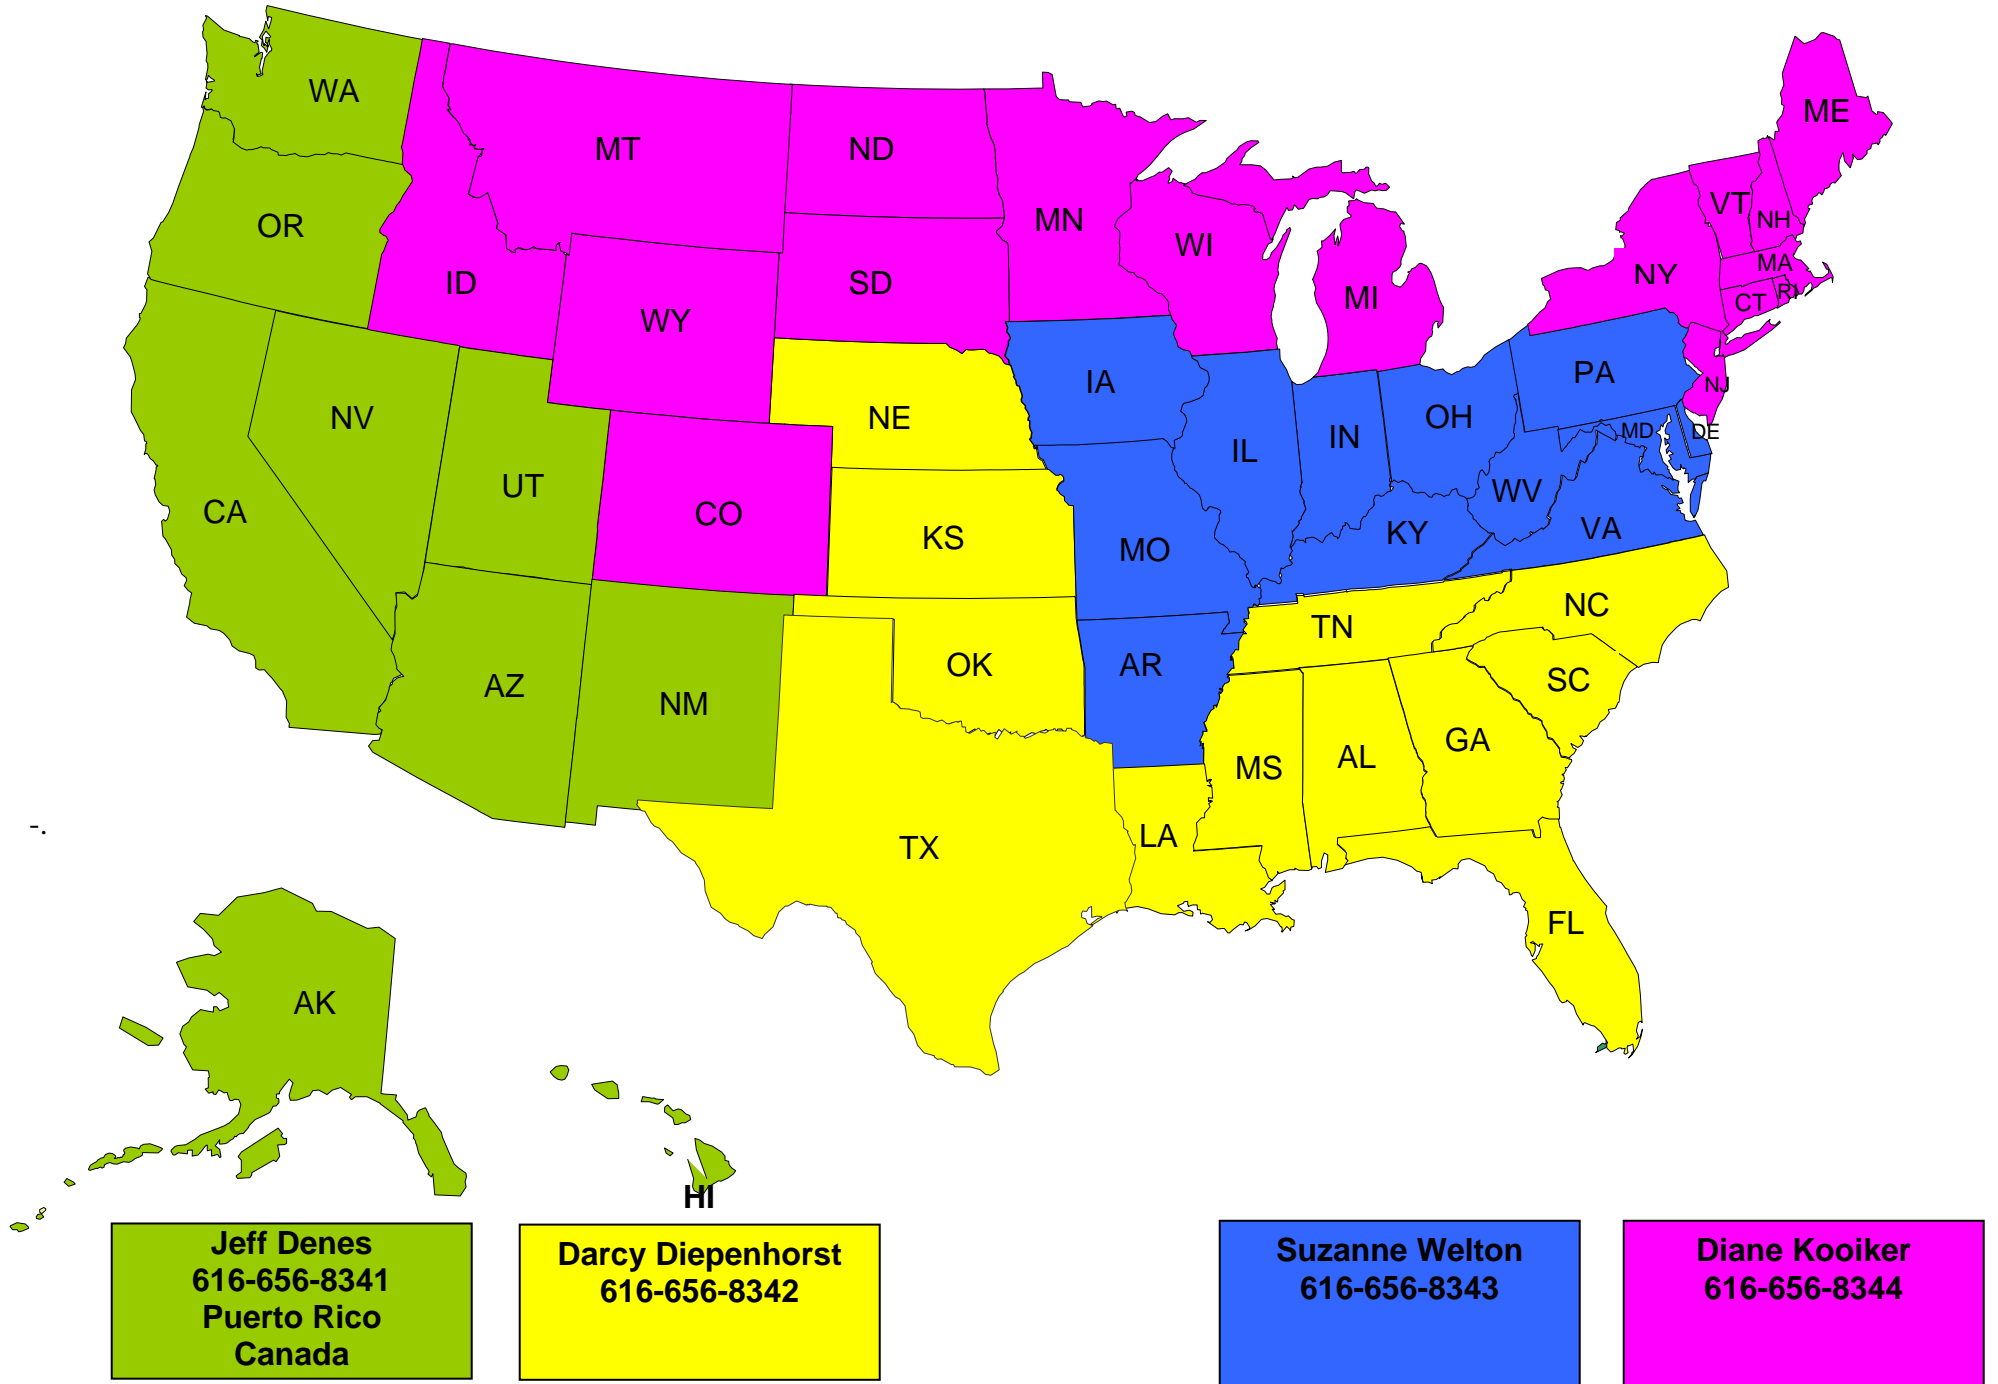 WA
ME
MT
ND
VT
NH
MN
OR
WI
MA
NY
ID
SD
RI
MI
CT
WY
PA
IA
NJ
NV
NE
OH
MD
DE
IN
IL
UT
WV
CA
CO
VA
KY
KS
MO
NC
TN
OK
AR
SC
AZ
NM
GA
AL
MS
-.
LA
TX
FL
AK
HI
Jeff Denes
616-656-8341
Puerto Rico
Canada
Darcy Diepenhorst
616-656-8342
Suzanne Welton
616-656-8343
Diane Kooiker
616-656-8344